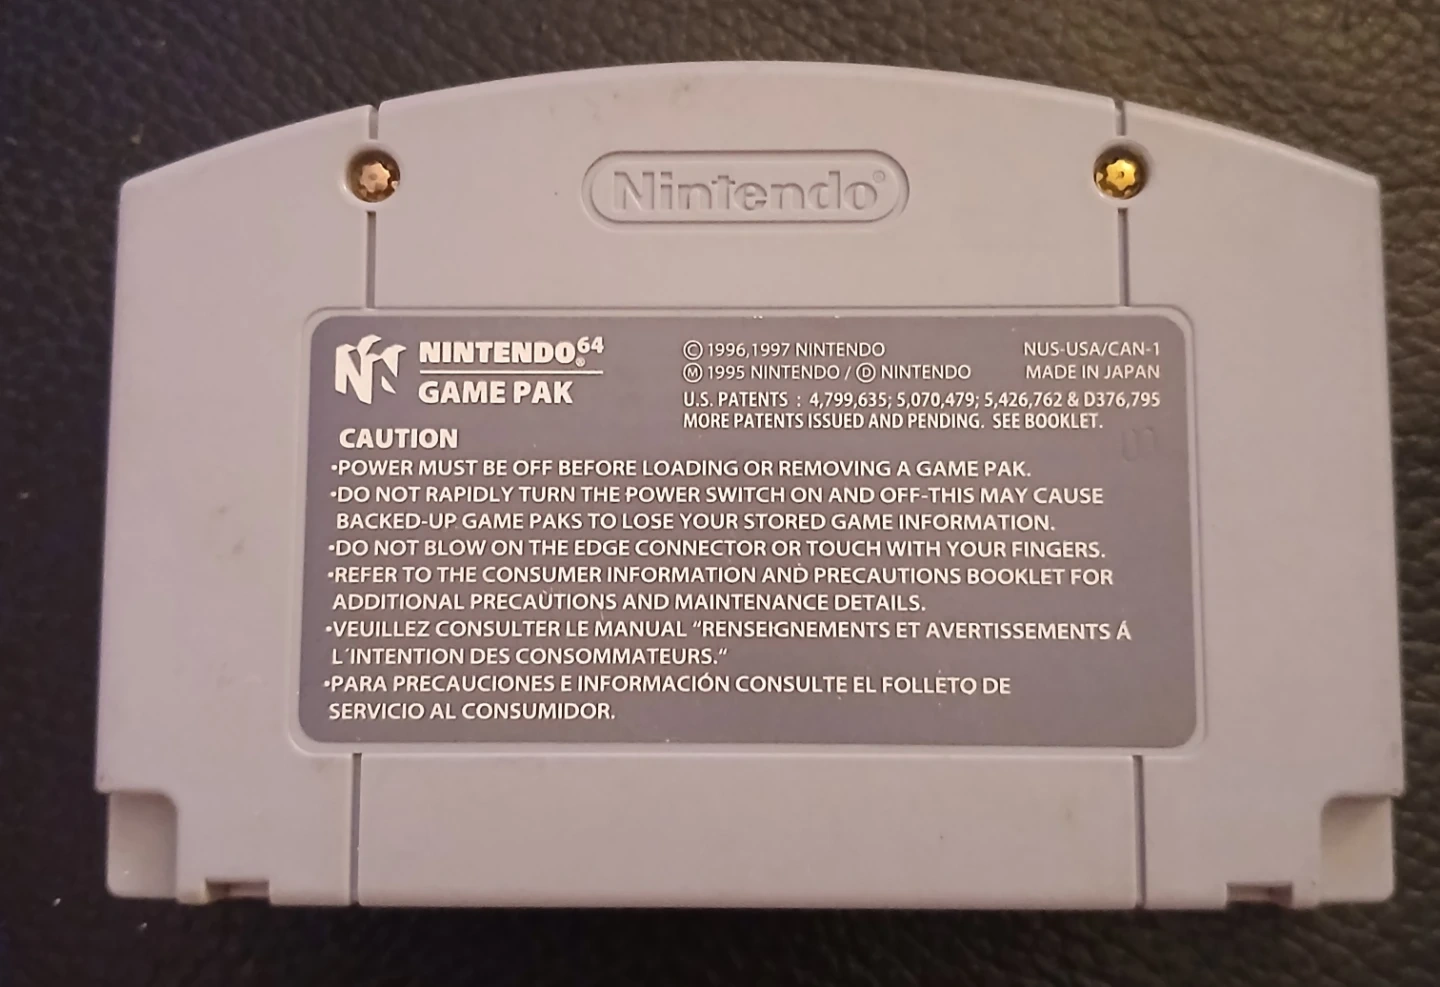 Nintendo®
NINTENDO®64
GAME PAK
© 1996,1997 NINTENDO
Ⓜ 1995 NINTENDO / Ⓓ NINTENDO
NUS-USA/CAN-1
MADE IN JAPAN
U.S. PATENTS : 4,799,635; 5,070,479; 5,426,762 & D376,795
MORE PATENTS ISSUED AND PENDING. SEE BOOKLET.
CAUTION
•POWER MUST BE OFF BEFORE LOADING OR REMOVING A GAME PAK.
•DO NOT RAPIDLY TURN THE POWER SWITCH ON AND OFF-THIS MAY CAUSE
BACKED-UP GAME PAKS TO LOSE YOUR STORED GAME INFORMATION.
•DO NOT BLOW ON THE EDGE CONNECTOR OR TOUCH WITH YOUR FINGERS.
•REFER TO THE CONSUMER INFORMATION AND PRECAUTIONS BOOKLET FOR
ADDITIONAL PRECAUTIONS AND MAINTENANCE DETAILS.
•VEUILLEZ CONSULTER LE MANUAL “RENSEIGNEMENTS ET AVERTISSEMENTS Á
L´INTENTION DES CONSOMMATEURS.“
•PARA PRECAUCIONES E INFORMACIÓN CONSULTE EL FOLLETO DE
SERVICIO AL CONSUMIDOR.